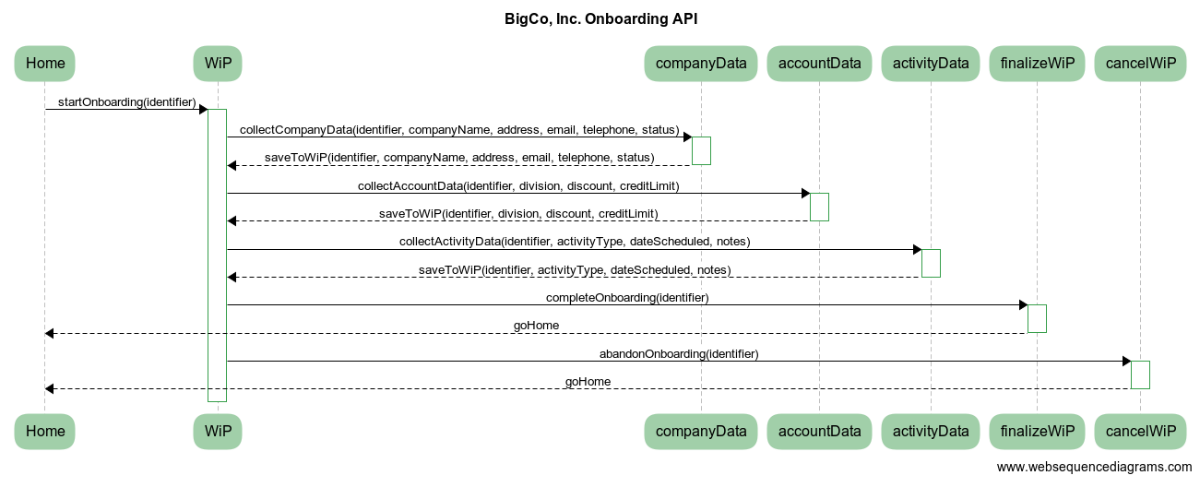 BigCo, Inc. Onboarding API
Home WiP companyData accountData activityData finalizeWiP cancelWiP
startOnboarding(identifier)
collectCompanyData(identifier, companyName, address, email, telephone, status)
saveToWiP(identifier, companyName, address, email, telephone, status)
collectAccountData(identifier, division, discount, creditLimit)
saveToWiP(identifier, division, discount, creditLimit)
collectActivityData(identifier, activityType, dateScheduled, notes)
saveToWiP(identifier, activityType, dateScheduled, notes)
completeOnboarding(identifier)
goHome
abandonOnboarding(identifier)
goHome
Home WiP companyData accountData activityData finalizeWiP cancelWiP
www.websequencediagrams.com